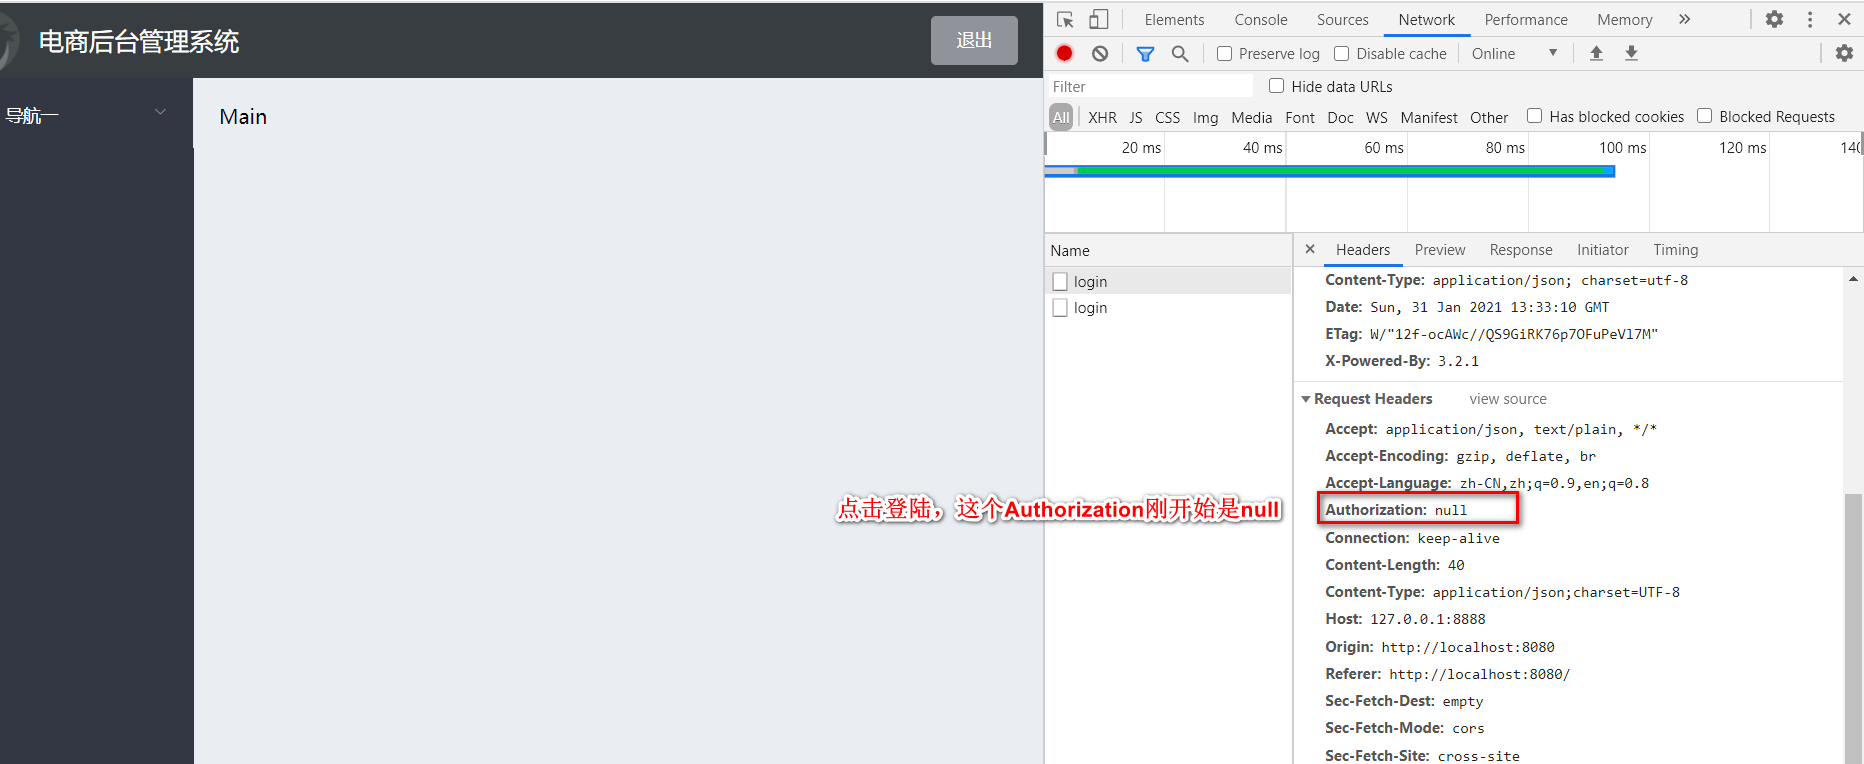 电商后台管理系统
退出
导航一
Main
Elements Console Sources Network Performance Memory »
Preserve log Disable cache Online
Filter Hide data URLs
All XHR JS CSS Img Media Font Doc WS Manifest Other Has blocked cookies Blocked Requests
20 ms 40 ms 60 ms 80 ms 100 ms 120 ms
Name
login
login
× Headers Preview Response Initiator Timing
Content-Type: application/json; charset=utf-8
Date: Sun, 31 Jan 2021 13:33:10 GMT
ETag: W/"12f-ocAWc//QS9GiRK76p7OFuPeVl7M"
X-Powered-By: 3.2.1
Request Headers view source
Accept: application/json, text/plain, */*
Accept-Encoding: gzip, deflate, br
Accept-Language: zh-CN,zh;q=0.9,en;q=0.8
点击登陆，这个Authorization刚开始是null
Authorization: null
Connection: keep-alive
Content-Length: 40
Content-Type: application/json;charset=UTF-8
Host: 127.0.0.1:8888
Origin: http://localhost:8080
Referer: http://localhost:8080/
Sec-Fetch-Dest: empty
Sec-Fetch-Mode: cors
Sec-Fetch-Site: cross-site